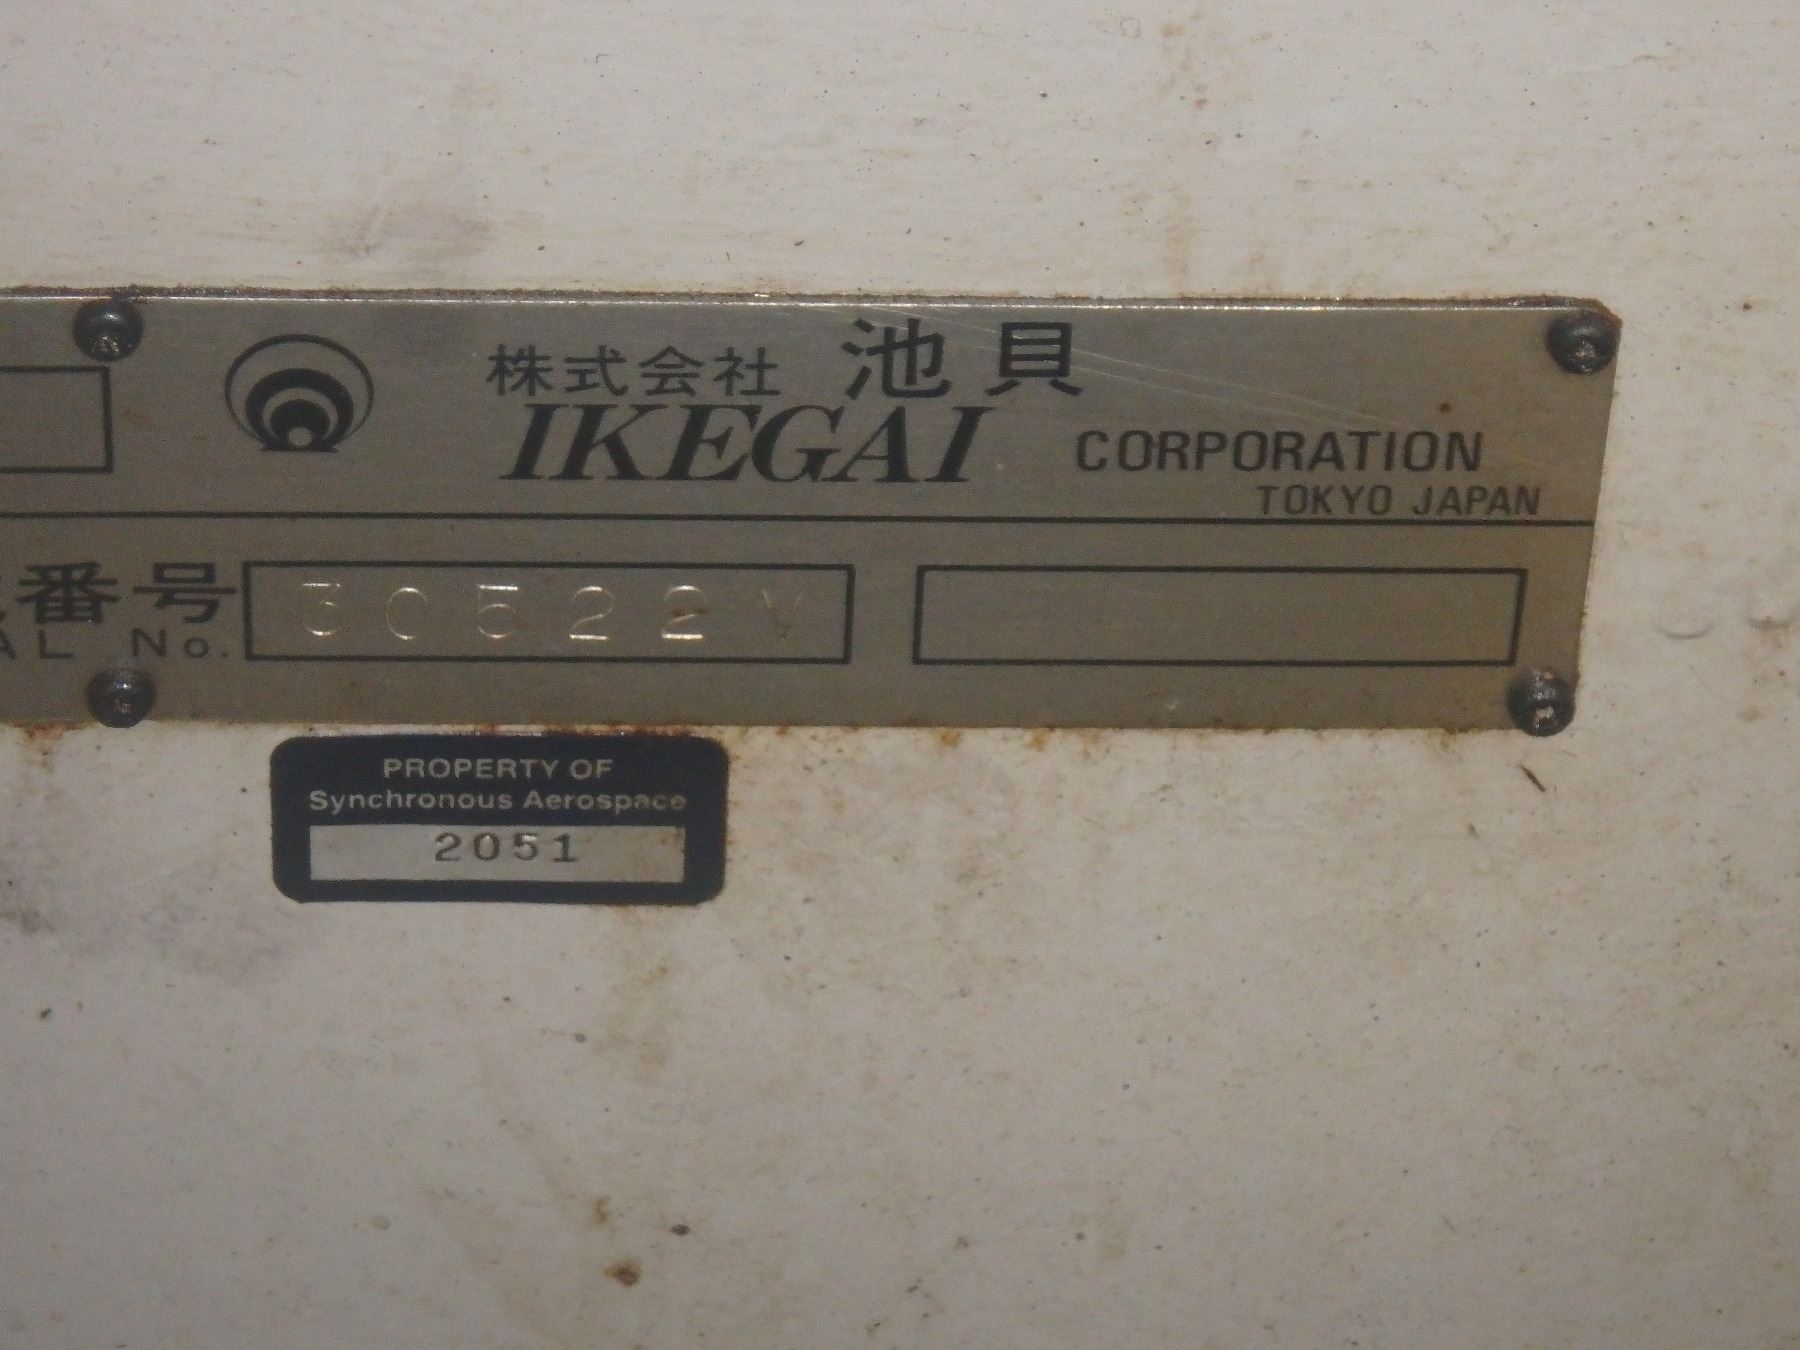 株式会社 池貝
IKEGAI CORPORATION
TOKYO JAPAN
番号
AL No. 30522V
PROPERTY OF
Synchronous Aerospace
2051